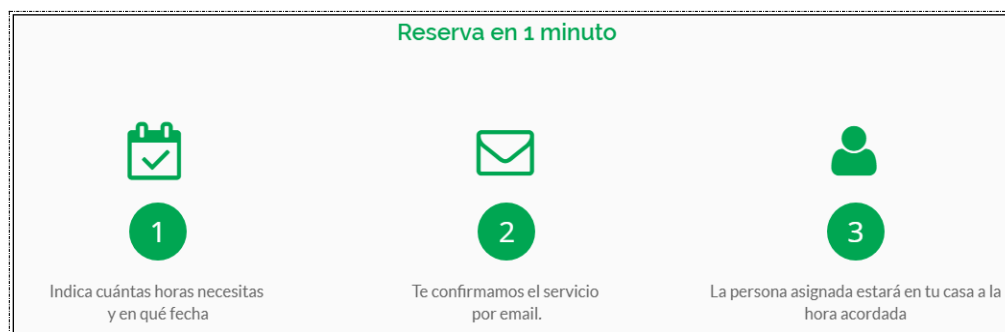 Reserva en 1 minuto
1
2
3
Indica cuántas horas necesitas
y en qué fecha
Te confirmamos el servicio
por email.
La persona asignada estará en tu casa a la
hora acordada